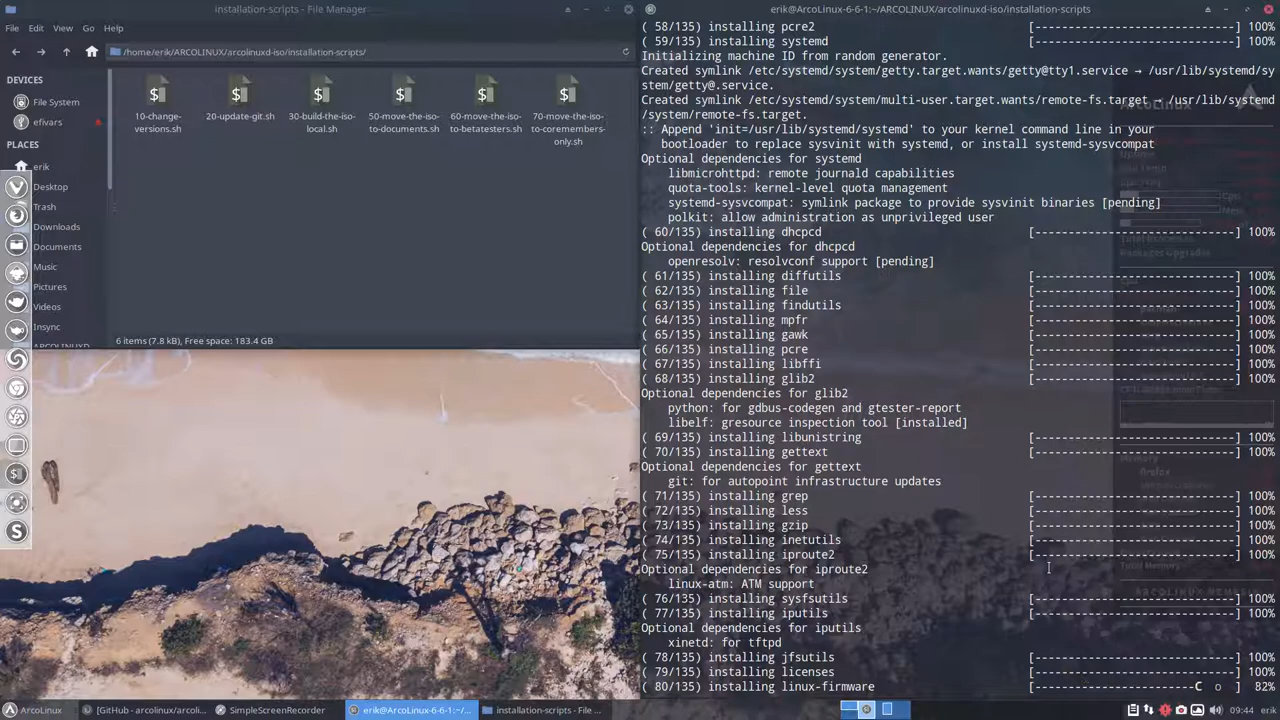 installation-scripts - File Manager
File Edit View Go Help
/home/erik/ARCOLINUX/arcolinuxd-iso/installation-scripts/
DEVICES
File System
efivars
PLACES
erik
Desktop
Trash
Downloads
Documents
Music
Pictures
Videos
Insync
ARCOLINUXD
10-change-versions.sh
20-update-git.sh
30-build-the-iso-local.sh
50-move-the-iso-to-documents.sh
60-move-the-iso-to-betatesters.sh
70-move-the-iso-to-coremembers-only.sh
6 items (7.8 kB), Free space: 183.4 GB
erik@ArcoLinux-6-6-1:~/ARCOLINUX/arcolinuxd-iso/installation-scripts
( 58/135) installing pcre2 [----------------------------------] 100%
( 59/135) installing systemd [----------------------------------] 100%
Initializing machine ID from random generator.
Created symlink /etc/systemd/system/getty.target.wants/getty@tty1.service → /usr/lib/systemd/sy
stem/getty@.service.
Created symlink /etc/systemd/system/multi-user.target.wants/remote-fs.target → /usr/lib/systemd
/system/remote-fs.target.
:: Append 'init=/usr/lib/systemd/systemd' to your kernel command line in your
bootloader to replace sysvinit with systemd, or install systemd-sysvcompat
Optional dependencies for systemd
libmicrohttpd: remote journald capabilities
quota-tools: kernel-level quota management
systemd-sysvcompat: symlink package to provide sysvinit binaries [pending]
polkit: allow administration as unprivileged user
( 60/135) installing dhcpcd [----------------------------------] 100%
Optional dependencies for dhcpcd
openresolv: resolvconf support [pending]
( 61/135) installing diffutils [----------------------------------] 100%
( 62/135) installing file [----------------------------------] 100%
( 63/135) installing findutils [----------------------------------] 100%
( 64/135) installing mpfr [----------------------------------] 100%
( 65/135) installing gawk [----------------------------------] 100%
( 66/135) installing pcre [----------------------------------] 100%
( 67/135) installing libffi [----------------------------------] 100%
( 68/135) installing glib2 [----------------------------------] 100%
Optional dependencies for glib2
python: for gdbus-codegen and gtester-report
libelf: gresource inspection tool [installed]
( 69/135) installing libunistring [----------------------------------] 100%
( 70/135) installing gettext [----------------------------------] 100%
Optional dependencies for gettext
git: for autopoint infrastructure updates
( 71/135) installing grep [----------------------------------] 100%
( 72/135) installing less [----------------------------------] 100%
( 73/135) installing gzip [----------------------------------] 100%
( 74/135) installing inetutils [----------------------------------] 100%
( 75/135) installing iproute2 [----------------------------------] 100%
Optional dependencies for iproute2
linux-atm: ATM support
( 76/135) installing sysfsutils [----------------------------------] 100%
( 77/135) installing iputils [----------------------------------] 100%
Optional dependencies for iputils
xinetd: for tftpd
( 78/135) installing jfsutils [----------------------------------] 100%
( 79/135) installing licenses [----------------------------------] 100%
( 80/135) installing linux-firmware [---------------------------C o ] 82%
ArcoLinux
[GitHub - arcolinux/arcoli...
SimpleScreenRecorder
erik@ArcoLinux-6-6-1:~/...
installation-scripts - File ...
09:44 erik